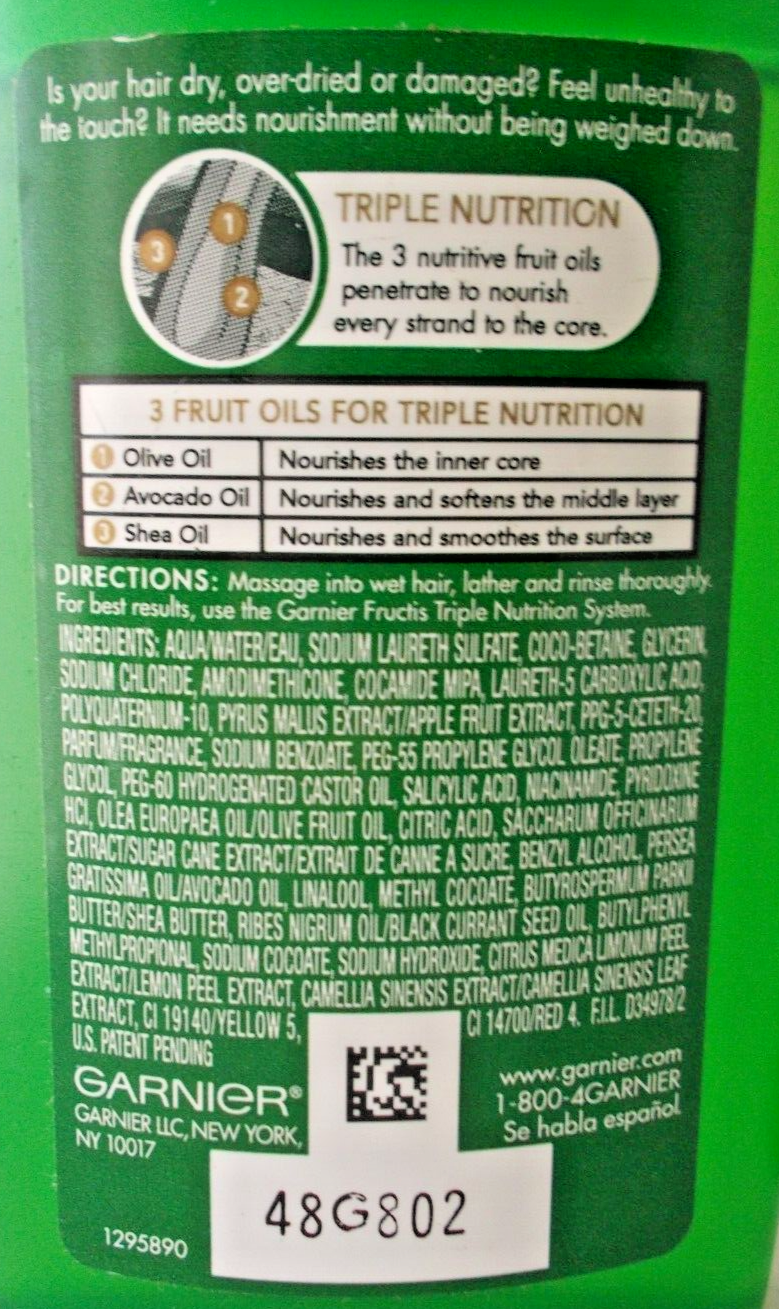 Is your hair dry, over-dried or damaged? Feel unhealthy to
the touch? It needs nourishment without being weighed down.
TRIPLE NUTRITION
The 3 nutritive fruit oils
penetrate to nourish
every strand to the core.
1
2
3
3 FRUIT OILS FOR TRIPLE NUTRITION
1 Olive Oil Nourishes the inner core
2 Avocado Oil Nourishes and softens the middle layer
3 Shea Oil Nourishes and smoothes the surface
DIRECTIONS: Massage into wet hair, lather and rinse thoroughly.
For best results, use the Garnier Fructis Triple Nutrition System.
INGREDIENTS: AQUA/WATER/EAU, SODIUM LAURETH SULFATE, COCO-BETAINE, GLYCERIN,
SODIUM CHLORIDE, AMODIMETHICONE, COCAMIDE MIPA, LAURETH-5 CARBOXYLIC ACID,
POLYQUATERNIUM-10, PYRUS MALUS EXTRACT/APPLE FRUIT EXTRACT, PPG-5-CETETH-20,
PARFUM/FRAGRANCE, SODIUM BENZOATE, PEG-55 PROPYLENE GLYCOL OLEATE, PROPYLENE
GLYCOL, PEG-60 HYDROGENATED CASTOR OIL, SALICYLIC ACID, NIACINAMIDE, PYRIDOXINE
HCI, OLEA EUROPAEA OIL/OLIVE FRUIT OIL, CITRIC ACID, SACCHARUM OFFICINARUM
EXTRACT/SUGAR CANE EXTRACT/EXTRAIT DE CANNE A SUCRE, BENZYL ALCOHOL, PERSEA
GRATISSIMA OIL/AVOCADO OIL, LINALOOL, METHYL COCOATE, BUTYROSPERMUM PARKII
BUTTER/SHEA BUTTER, RIBES NIGRUM OIL/BLACK CURRANT SEED OIL, BUTYLPHENYL
METHYLPROPIONAL, SODIUM COCOATE, SODIUM HYDROXIDE, CITRUS MEDICA LIMONUM PEEL
EXTRACT/LEMON PEEL EXTRACT, CAMELLIA SINENSIS EXTRACT/CAMELLIA SINENSIS LEAF
EXTRACT, CI 19140/YELLOW 5, CI 14700/RED 4. F.I.L. D34978/2
U.S. PATENT PENDING
GARNIER®
GARNIER LLC, NEW YORK,
NY 10017
www.garnier.com
1-800-4GARNIER
Se habla español
48G802
1295890